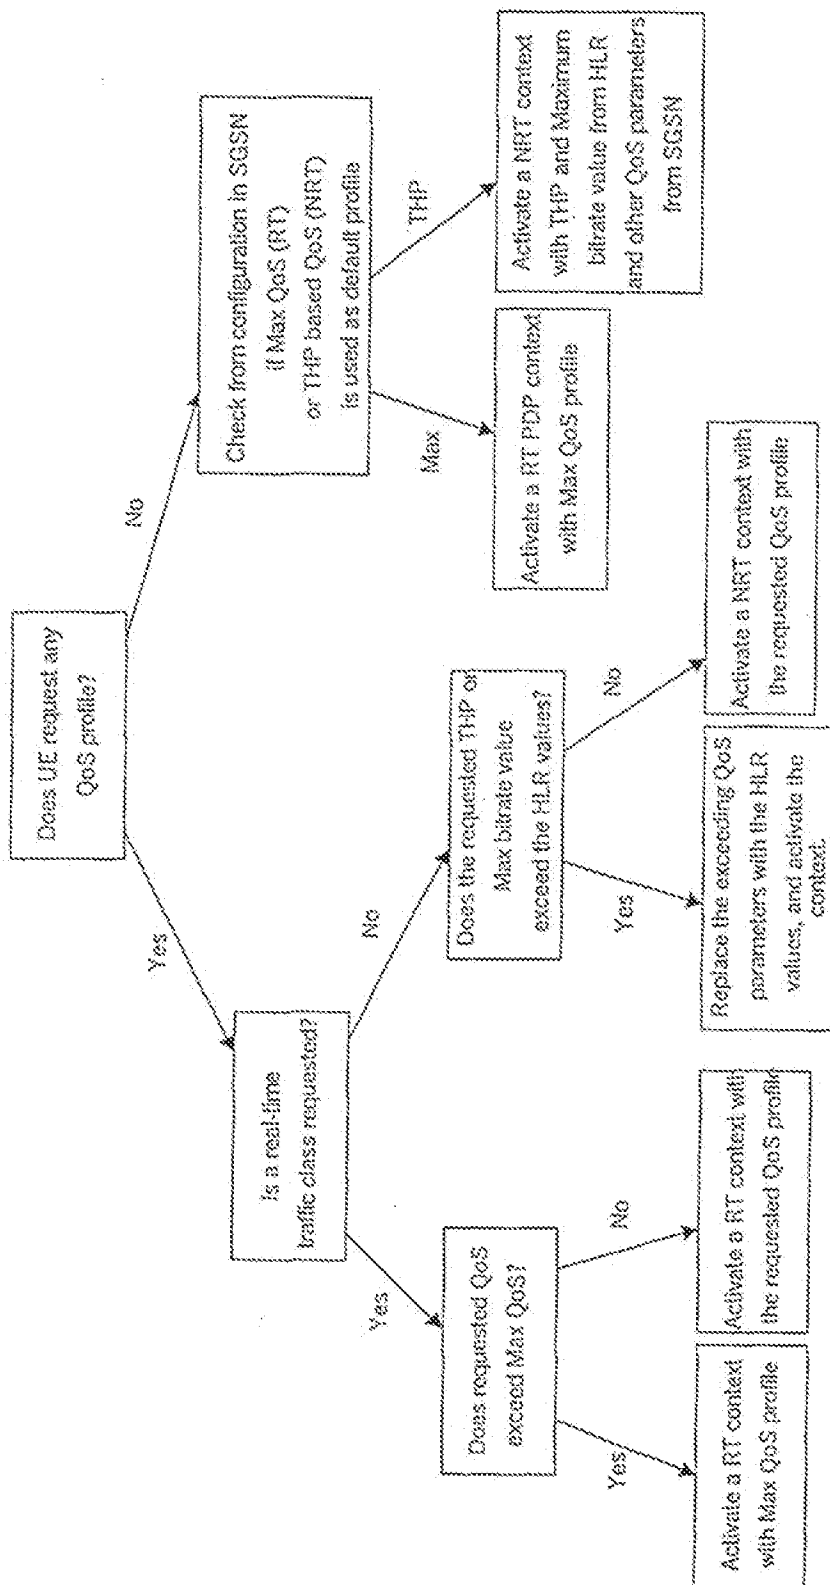 Does UE request any
QoS profile?
Yes
No
Is a real-time
traffic class requested?
Check from configuration in SGSN
if Max QoS (RT)
or THP based QoS (NRT)
is used as default profile
Yes
No
Max
THP
Does requested QoS
exceed Max QoS?
Does the requested THP or
Max bitrate value
exceed the HLR values?
Activate a RT PDP context
with Max QoS profile
Activate a NRT context
with THP and Maximum
bitrate value from HLR
and other QoS parameters
from SGSN
Yes
No
Yes
No
Activate a RT context
with Max QoS profile
Activate a RT context with
the requested QoS profile
Replace the exceeding QoS
parameters with the HLR
values, and activate the
context.
Activate a NRT context with
the requested QoS profile